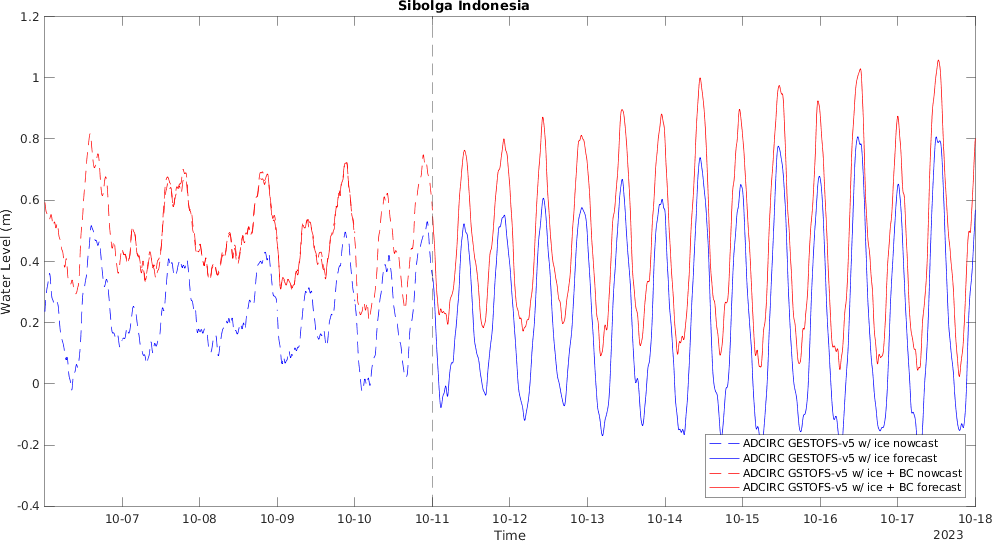 Sibolga Indonesia
1.2
1
0.8
0.6
0.4
0.2
0
-0.2
-0.4
Water Level (m)
ADCIRC GESTOFS-v5 w/ ice nowcast
ADCIRC GESTOFS-v5 w/ ice forecast
ADCIRC GSTOFS-v5 w/ ice + BC nowcast
ADCIRC GSTOFS-v5 w/ ice + BC forecast
10-07 10-08 10-09 10-10 10-11 10-12 10-13 10-14 10-15 10-16 10-17 10-18
Time
2023